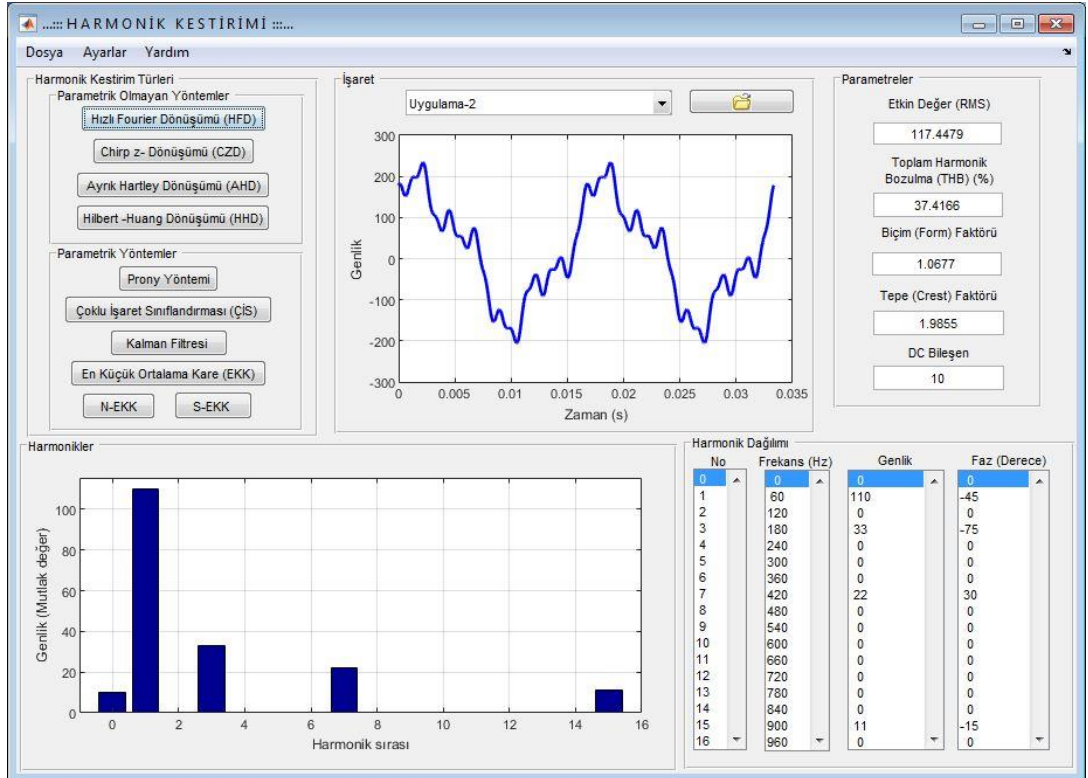 ...::: HARMONİK KESTİRİMİ :::...
Dosya Ayarlar Yardım
Harmonik Kestirim Türleri
Parametrik Olmayan Yöntemler
Hızlı Fourier Dönüşümü (HFD)
Chirp z- Dönüşümü (CZD)
Ayrık Hartley Dönüşümü (AHD)
Hilbert -Huang Dönüşümü (HHD)
Parametrik Yöntemler
Prony Yöntemi
Çoklu İşaret Sınıflandırması (ÇİS)
Kalman Filtresi
En Küçük Ortalama Kare (EKK)
N-EKK S-EKK
İşaret
Uygulama-2
300
200
100
0
-100
-200
-300
Genlik
0 0.005 0.01 0.015 0.02 0.025 0.03 0.035
Zaman (s)
Parametreler
Etkin Değer (RMS)
117.4479
Toplam Harmonik
Bozulma (THB) (%)
37.4166
Biçim (Form) Faktörü
1.0677
Tepe (Crest) Faktörü
1.9855
DC Bileşen
10
Harmonikler
100
80
60
40
20
0
Genlik (Mutlak değer)
0 2 4 6 8 10 12 14 16
Harmonik sırası
Harmonik Dağılımı
No Frekans (Hz) Genlik Faz (Derece)
0 0 0 0
1 60 110 -45
2 120 0 0
3 180 33 -75
4 240 0 0
5 300 0 0
6 360 0 0
7 420 22 30
8 480 0 0
9 540 0 0
10 600 0 0
11 660 0 0
12 720 0 0
13 780 0 0
14 840 0 0
15 900 11 -15
16 960 0 0